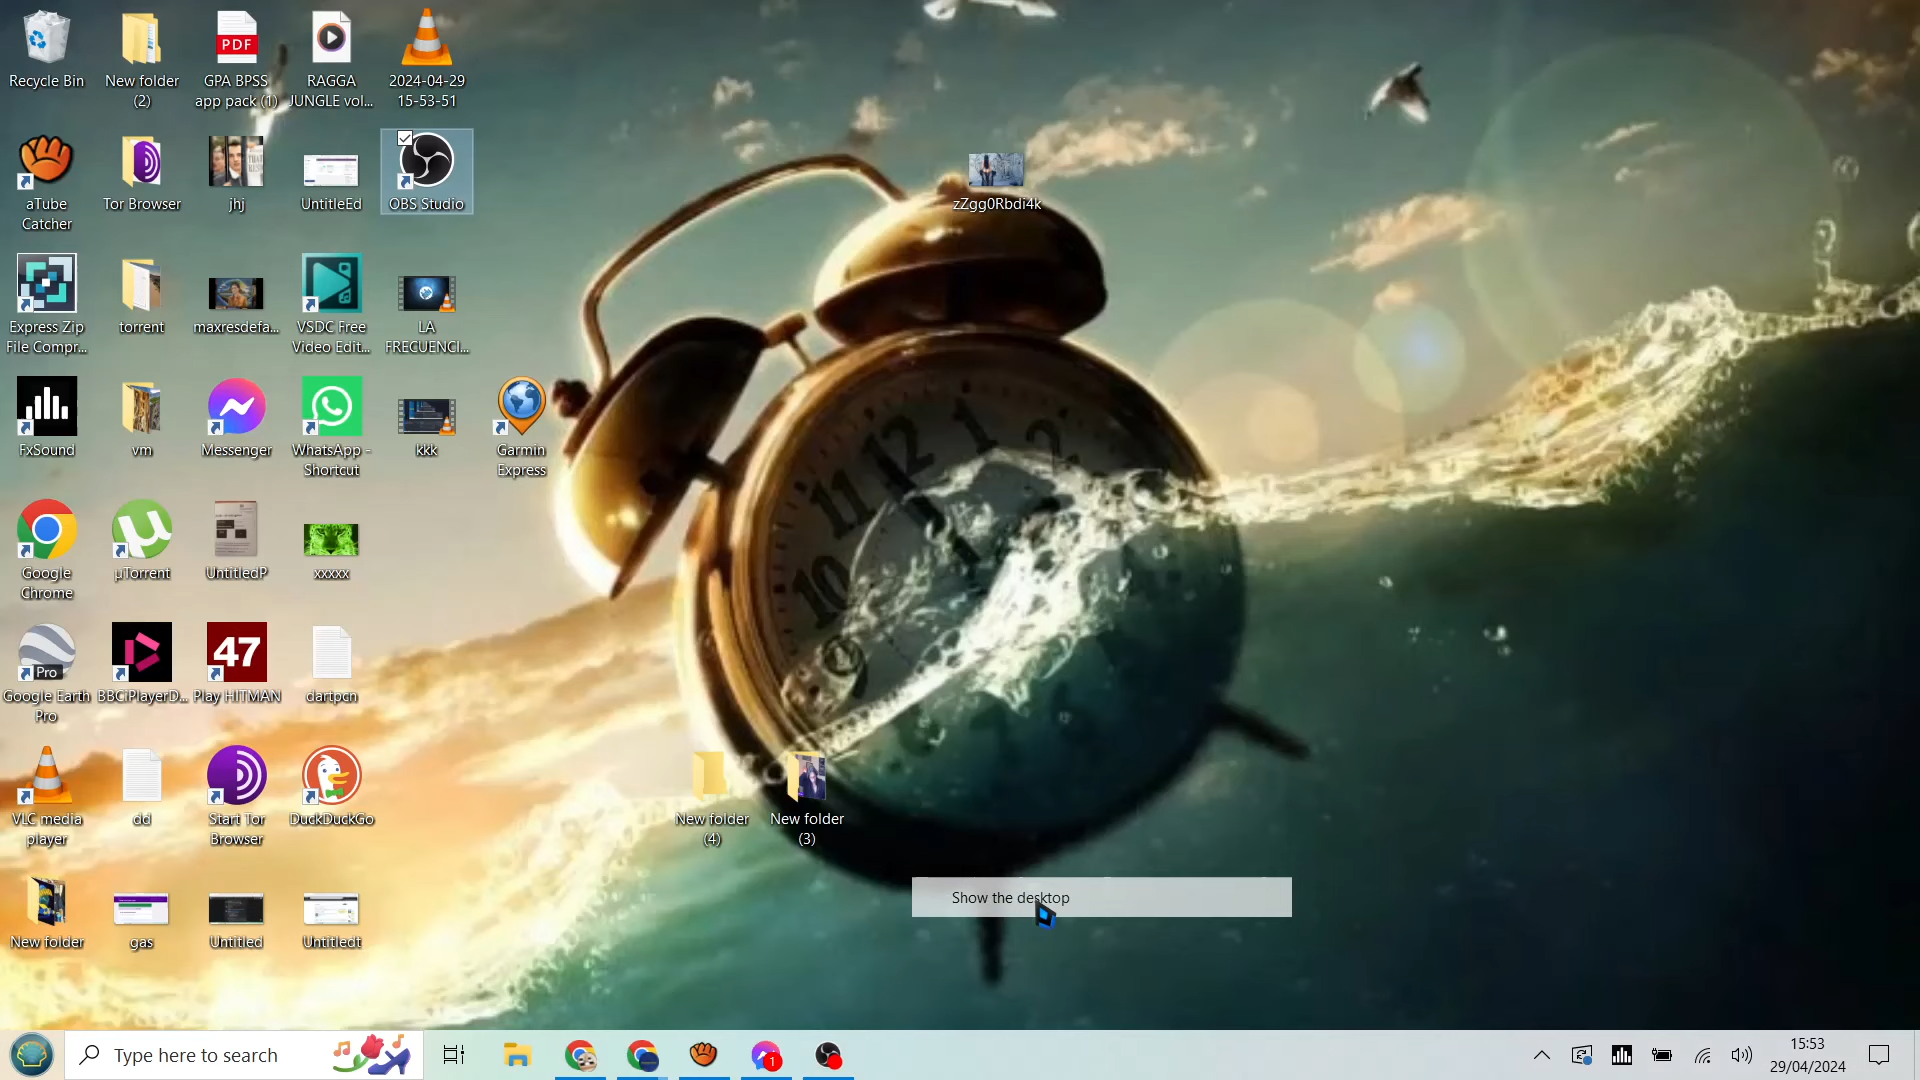 Recycle Bin
New folder
(2)
GPA BPSS
app pack (1)
PDF
RAGGA
JUNGLE vol...
2024-04-29
15-53-51
aTube
Catcher
Tor Browser
jhj
UntitleEd
OBS Studio
zZgg0Rbdi4k
Express Zip
File Compr...
torrent
maxresdefa...
VSDC Free
Video Edit...
LA
FRECUENCI...
FxSound
vm
Messenger
WhatsApp -
Shortcut
kkk
Garmin
Express
Google
Chrome
µTorrent
UntitledP
xxxxx
Pro
Google Earth
Pro
BBCiPlayerD...
47
Play HITMAN
dartpcn
VLC media
player
dd
Start Tor
Browser
DuckDuckGo
New folder
(4)
New folder
(3)
New folder
gas
Untitled
Untitledt
12
1
2
11
10
Show the desktop
Type here to search
1
15:53
29/04/2024